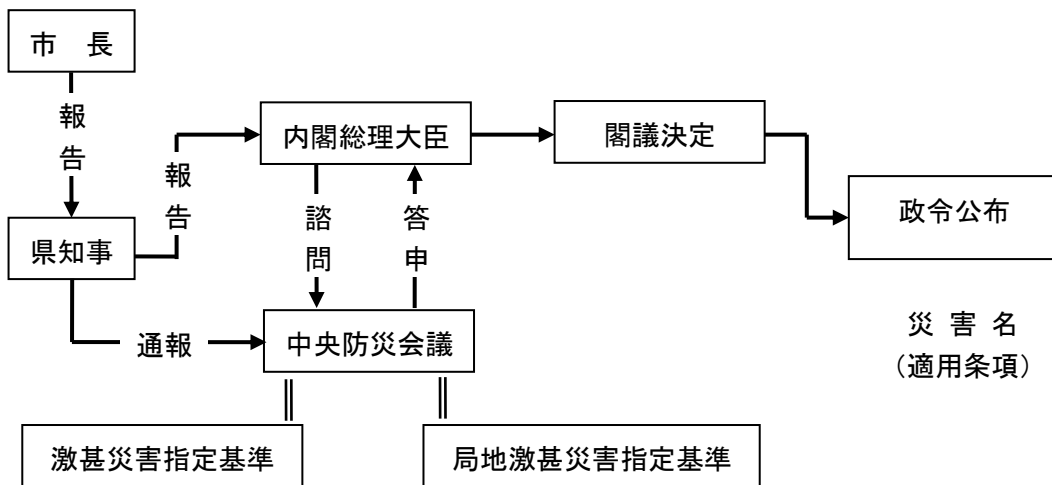 市　長
報告
内閣総理大臣
閣議決定
報告
諮問
答申
政令公布
県知事
通報
中央防災会議
災 害 名
（適用条項）
激甚災害指定基準
局地激甚災害指定基準